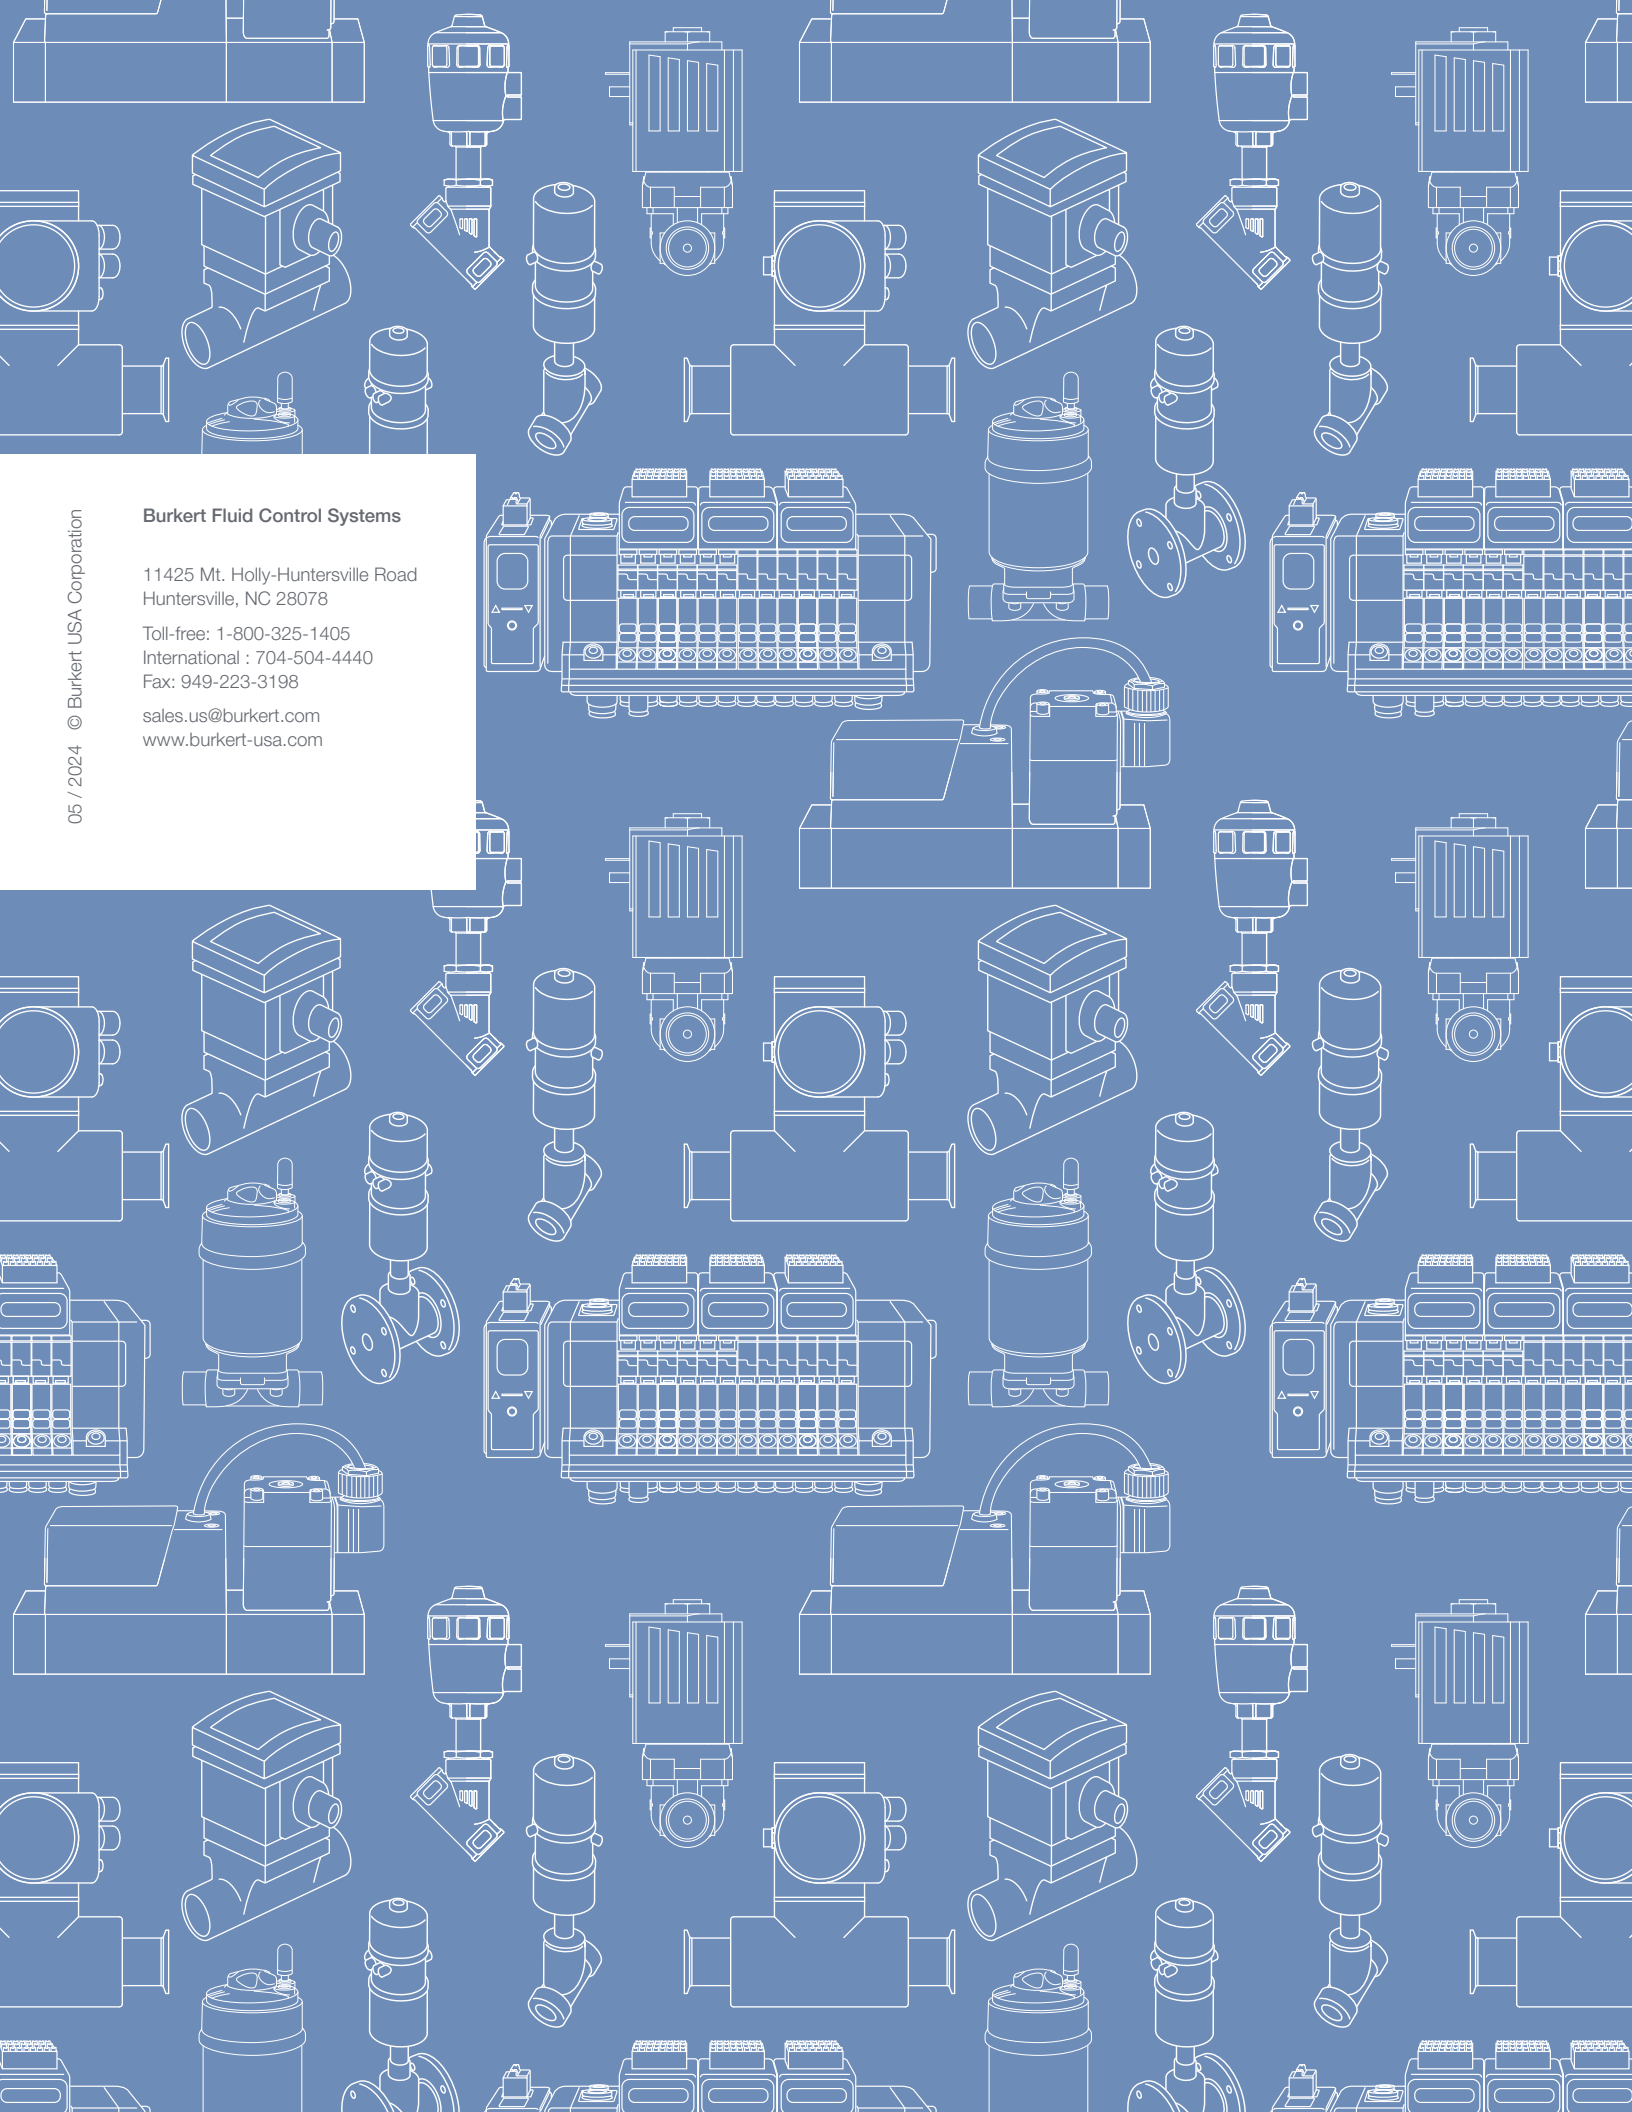 Burkert Fluid Control Systems
11425 Mt. Holly-Huntersville Road
Huntersville, NC 28078
Toll-free: 1-800-325-1405
International : 704-504-4440
Fax: 949-223-3198
sales.us@burkert.com
www.burkert-usa.com
05 / 2024 © Burkert USA Corporation